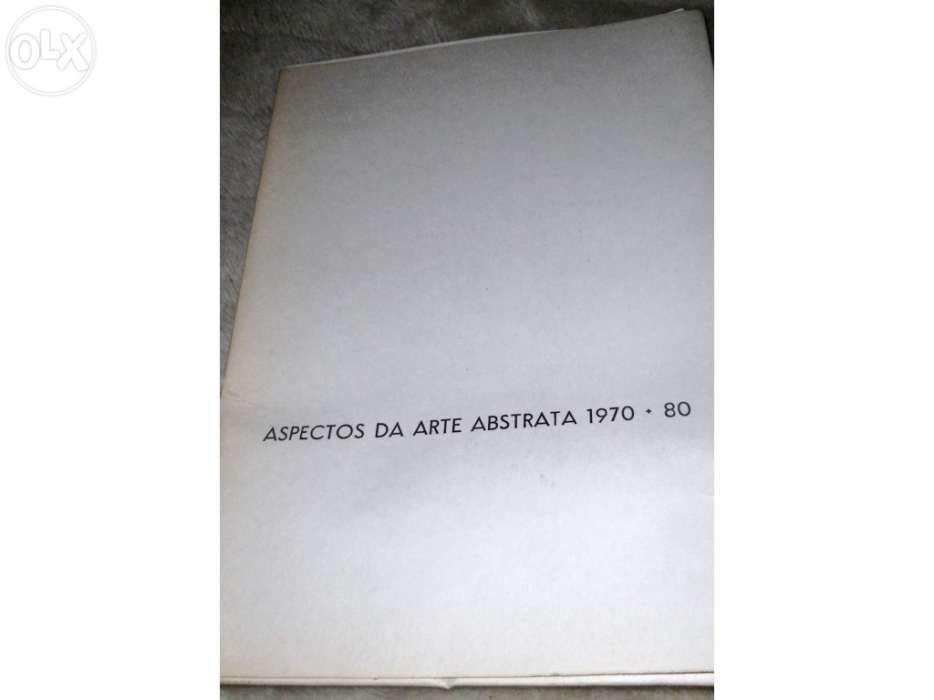 OLX
ASPECTOS DA ARTE ABSTRATA 1970 • 80